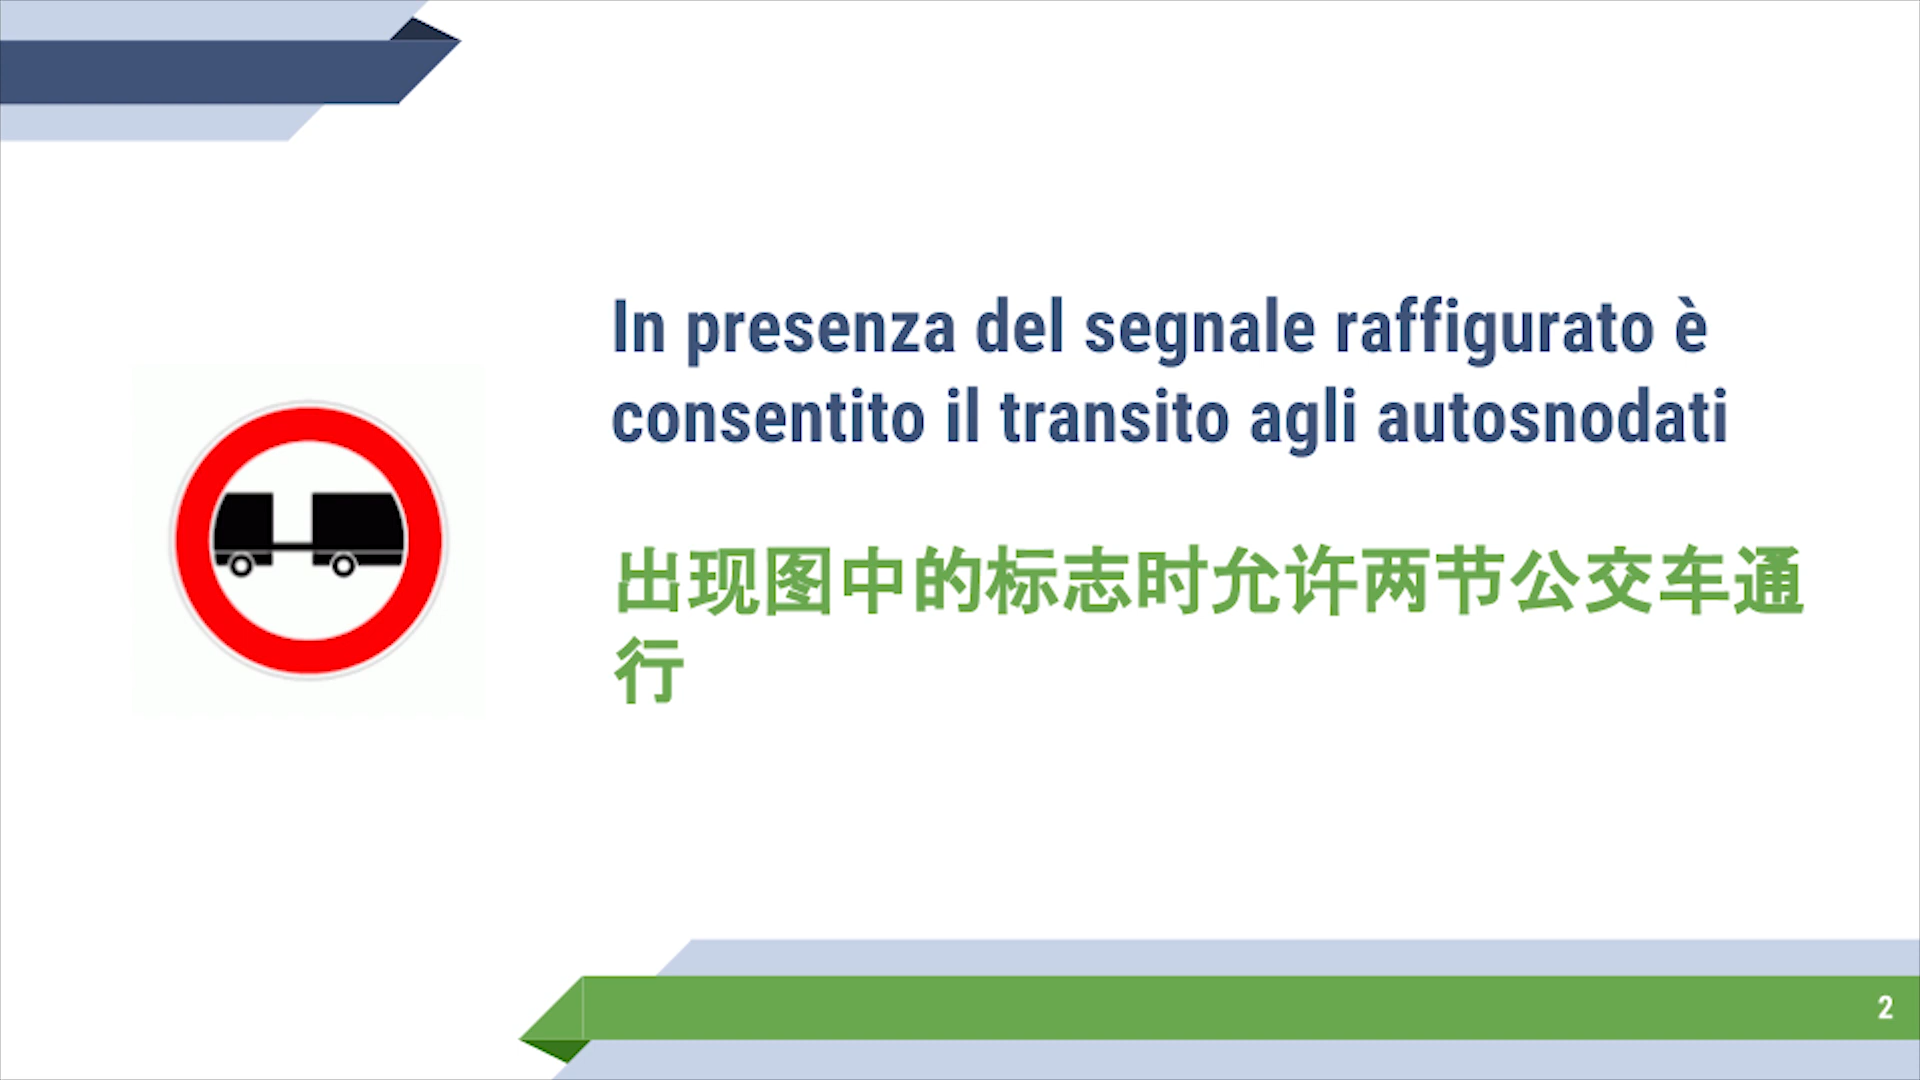 In presenza del segnale raffigurato è
consentito il transito agli autosnodati
出现图中的标志时允许两节公交车通
行
2